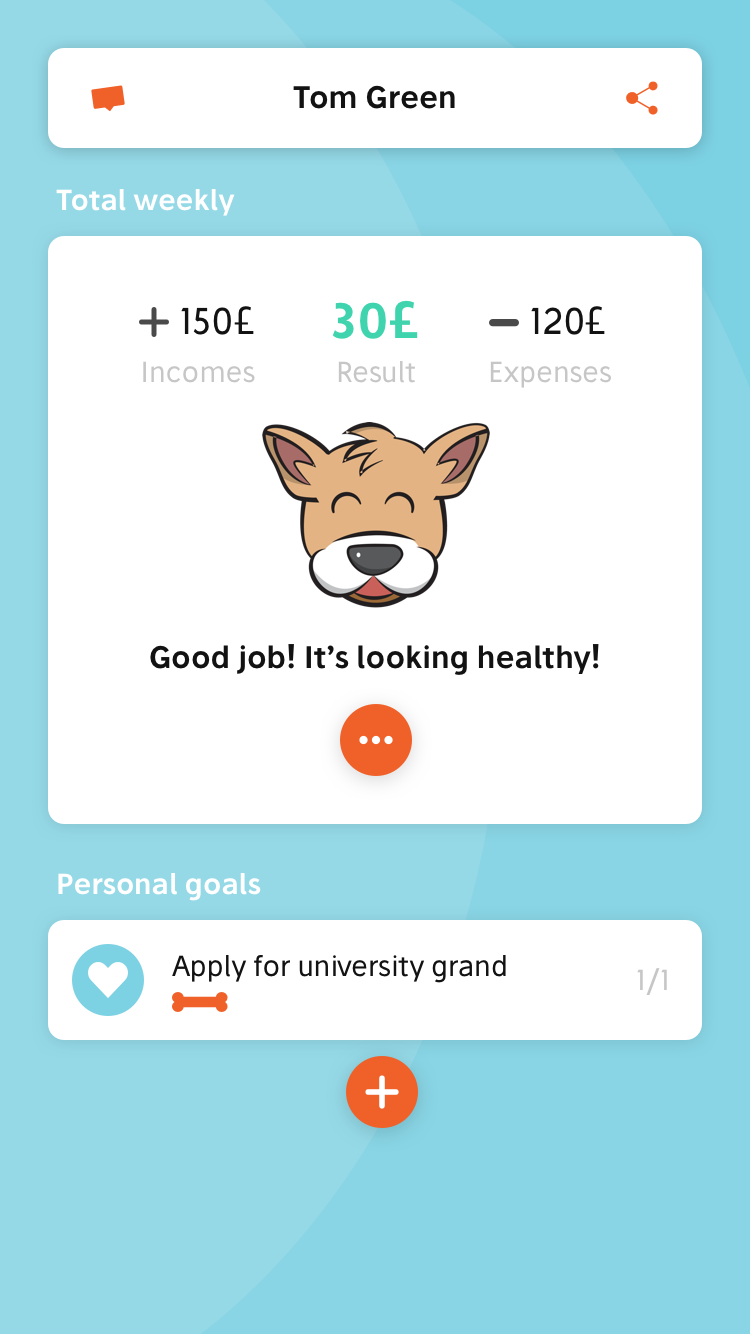 Tom Green
Total weekly
+ 150£ 30£ − 120£
Incomes Result Expenses
Good job! It’s looking healthy!
Personal goals
Apply for university grand
1/1